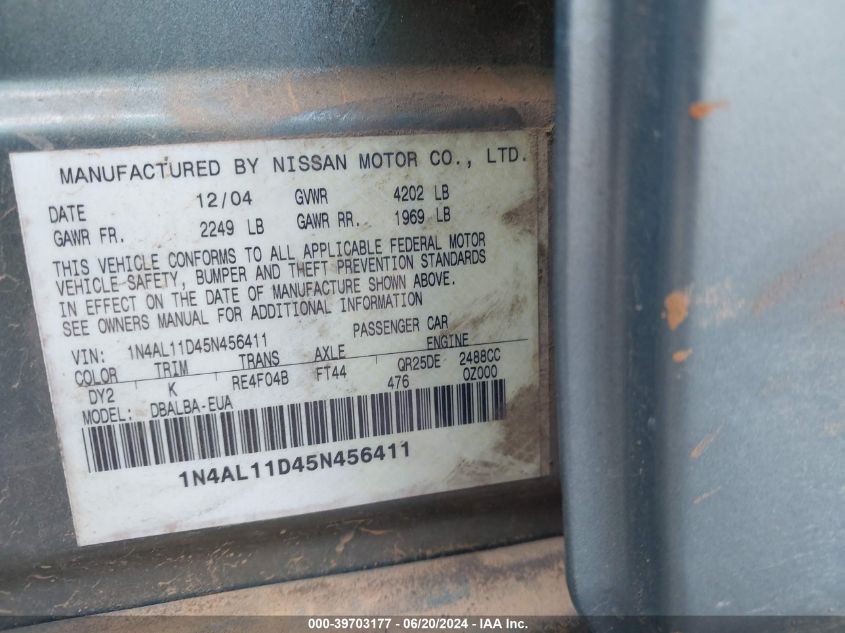 MANUFACTURED BY NISSAN MOTOR CO., LTD.
DATE 12/04 GVWR 4202 LB
GAWR FR. 2249 LB GAWR RR. 1969 LB
THIS VEHICLE CONFORMS TO ALL APPLICABLE FEDERAL MOTOR
VEHICLE SAFETY, BUMPER AND THEFT PREVENTION STANDARDS
IN EFFECT ON THE DATE OF MANUFACTURE SHOWN ABOVE.
SEE OWNERS MANUAL FOR ADDITIONAL INFORMATION
VIN: 1N4AL11D45N456411 PASSENGER CAR
COLOR TRIM TRANS AXLE ENGINE
DY2 K RE4F04B FT44 QR25DE 2488CC
MODEL: DBALBA-EUA 476 0Z000
1N4AL11D45N456411
000-39703177 - 06/20/2024 - IAA Inc.